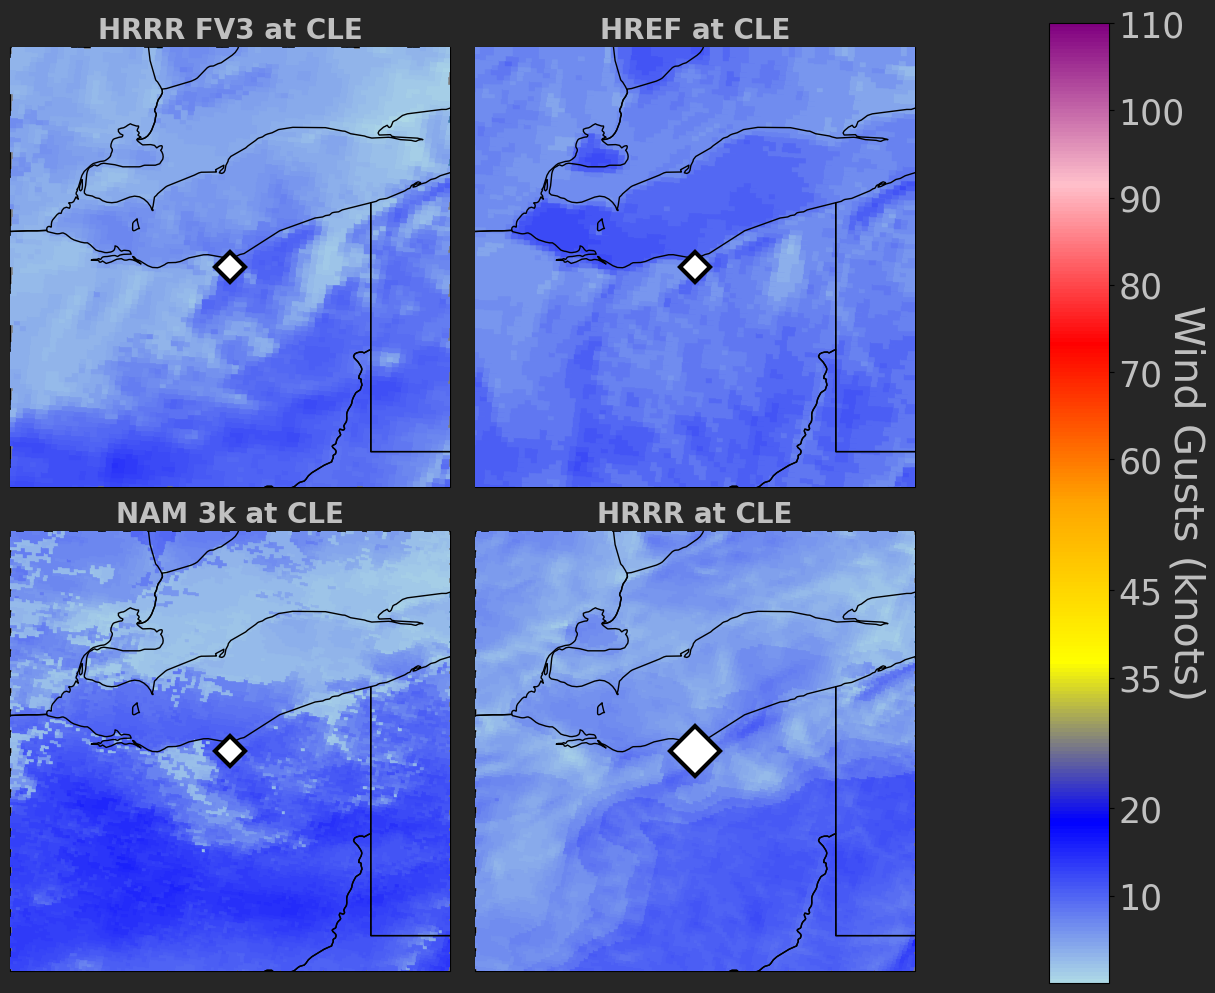 HRRR FV3 at CLE
HREF at CLE
NAM 3k at CLE
HRRR at CLE
110
100
90
80
70
60
45
35
20
10
Wind Gusts (knots)